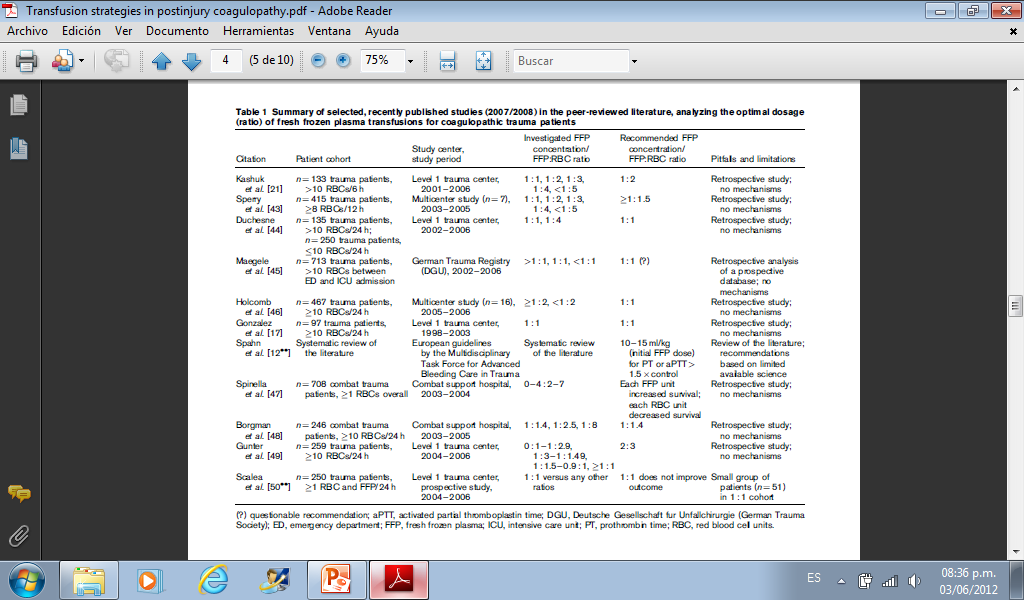 Transfusion strategies in postinjury coagulopathy.pdf - Adobe Reader
Archivo Edición Ver Documento Herramientas Ventana Ayuda
4 (5 de 10) 75% Buscar
Table 1 Summary of selected, recently published studies (2007/2008) in the peer-reviewed literature, analyzing the optimal dosage
(ratio) of fresh frozen plasma transfusions for coagulopathic trauma patients
Investigated FFP Recommended FFP
Study center, concentration/ concentration/
Citation Patient cohort study period FFP:RBC ratio FFP:RBC ratio Pitfalls and limitations
Kashuk n = 133 trauma patients, Level 1 trauma center, 1 : 1, 1 : 2, 1 : 3, 1 : 2 Retrospective study;
et al. [21] >10 RBCs/6 h 2001–2006 1 : 4, <1 : 5 no mechanisms
Sperry n = 415 trauma patients, Multicenter study (n = 7), 1 : 1, 1 : 2, 1 : 3, ≥1 : 1.5 Retrospective study;
et al. [43] ≥8 RBCs/12 h 2003–2005 1 : 4, <1 : 5 no mechanisms
Duchesne n = 135 trauma patients, Level 1 trauma center, 1 : 1, 1 : 4 1 : 1 Retrospective study;
et al. [44] >10 RBCs/24 h; 2002–2006 no mechanisms
n = 250 trauma patients,
≤10 RBCs/24 h
Maegele n = 713 trauma patients, German Trauma Registry >1 : 1, 1 : 1, <1 : 1 1 : 1 (?) Retrospective analysis
et al. [45] >10 RBCs between (DGU), 2002–2006 of a prospective
ED and ICU admission database; no
mechanisms
Holcomb n = 467 trauma patients, Multicenter study (n = 16), ≥1 : 2, <1 : 2 1 : 1 Retrospective study;
et al. [46] ≥10 RBCs/24 h 2005–2006 no mechanisms
Gonzalez n = 97 trauma patients, Level 1 trauma center, 1 : 1 1 : 1 Retrospective study;
et al. [17] ≥10 RBCs/24 h 1998–2003 no mechanisms
Spahn Systematic review of European guidelines Systematic review 10–15 ml/kg Review of the literature;
et al. [12••] the literature by the Multidisciplinary of the literature (initial FFP dose) recommendations
Task Force for Advanced for PT or aPTT > based on limited
Bleeding Care in Trauma 1.5 × control available science
Spinella n = 708 combat trauma Combat support hospital, 0–4 : 2–7 Each FFP unit Retrospective study;
et al. [47] patients, ≥1 RBCs overall 2003–2004 increased survival; no mechanisms
each RBC unit
decreased survival
Borgman n = 246 combat trauma Combat support hospital, 1 : 1.4, 1 : 2.5, 1 : 8 1 : 1.4 Retrospective study;
et al. [48] patients, ≥10 RBCs/24 h 2003–2005 no mechanisms
Gunter n = 259 trauma patients, Level 1 trauma center, 0 : 1–1 : 2.9, 2 : 3 Retrospective study;
et al. [49] ≥10 RBCs/24 h 2004–2006 1 : 3–1 : 1.49, no mechanisms
1 : 1.5–0.9 : 1, ≥1 : 1
Scalea n = 250 trauma patients, Level 1 trauma center, 1 : 1 versus any other 1 : 1 does not improve Small group of
et al. [50••] ≥1 RBC and FFP/24 h prospective study, ratios outcome patients (n = 51)
2004–2006 in 1 : 1 cohort
(?) questionable recommendation; aPTT, activated partial thromboplastin time; DGU, Deutsche Gesellschaft fur Unfallchirurgie (German Trauma
Society); ED, emergency department; FFP, fresh frozen plasma; ICU, intensive care unit; PT, prothrombin time; RBC, red blood cell units.
ES 08:36 p.m.
03/06/2012